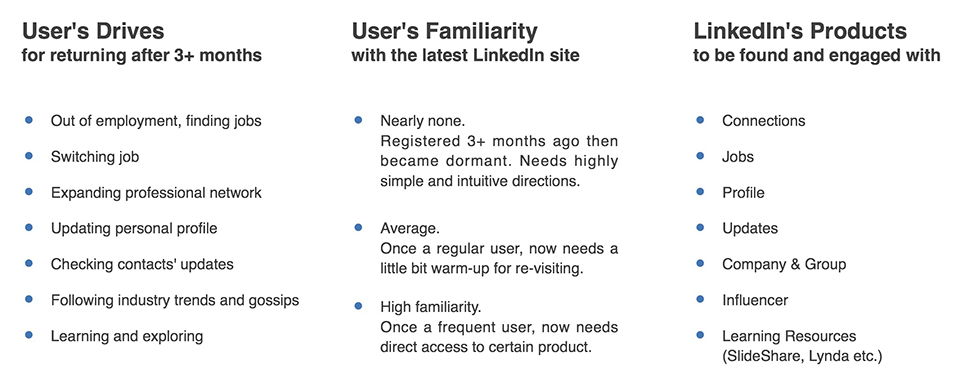 User's Drives
for returning after 3+ months
Out of employment, finding jobs
Switching job
Expanding professional network
Updating personal profile
Checking contacts' updates
Following industry trends and gossips
Learning and exploring
User's Familiarity
with the latest LinkedIn site
Nearly none.
Registered 3+ months ago then
became dormant. Needs highly
simple and intuitive directions.
Average.
Once a regular user, now needs a
little bit warm-up for re-visiting.
High familiarity.
Once a frequent user, now needs
direct access to certain product.
LinkedIn's Products
to be found and engaged with
Connections
Jobs
Profile
Updates
Company & Group
Influencer
Learning Resources
(SlideShare, Lynda etc.)